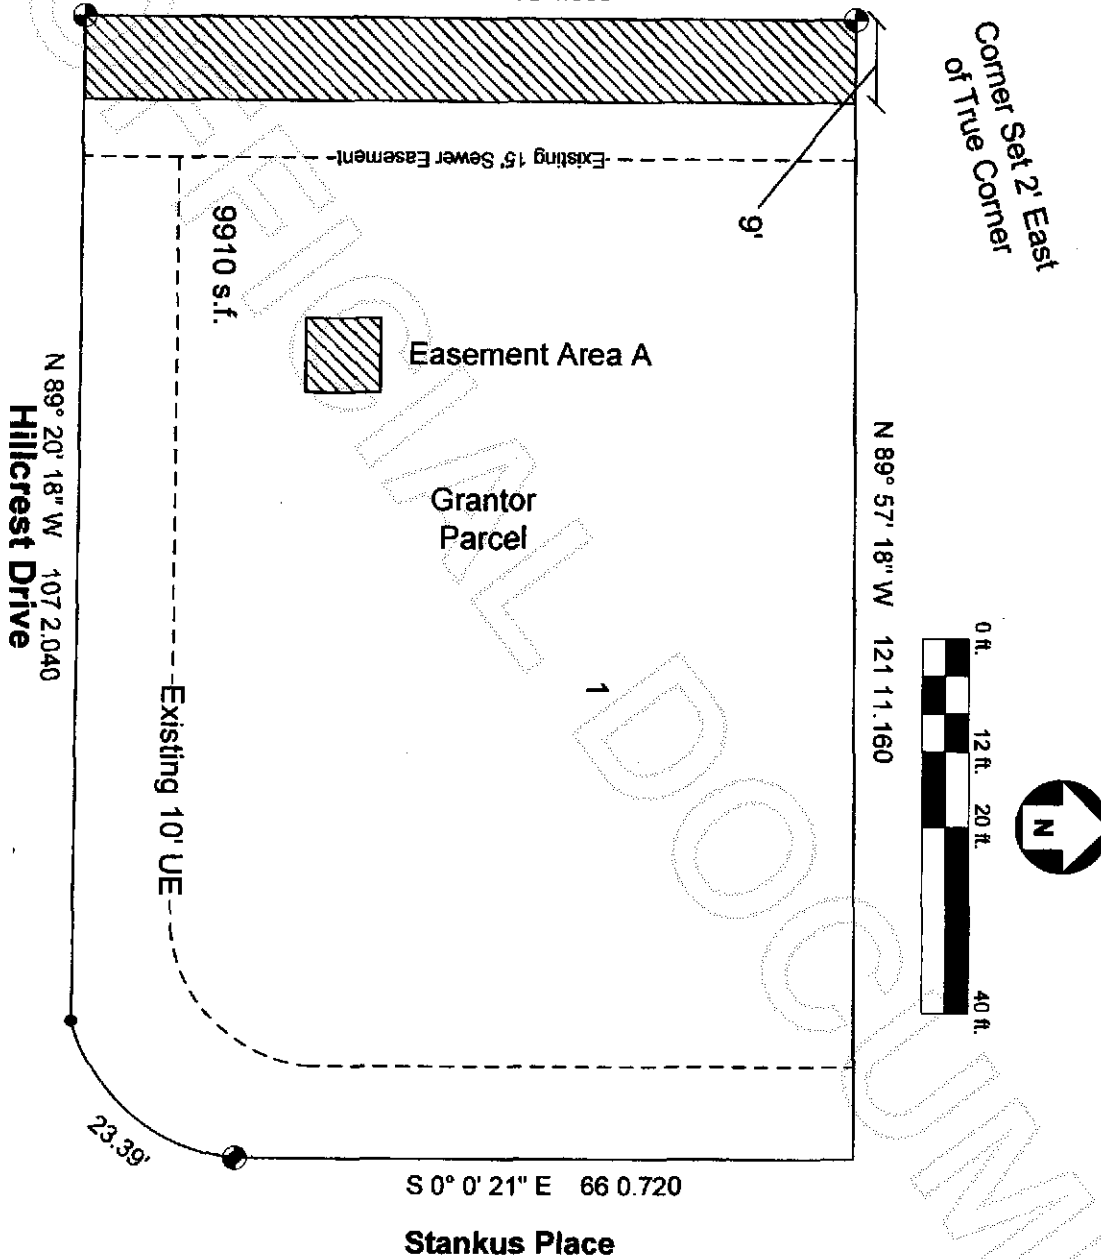 Corner Set 2' East
of True Corner
9'
-Existing 15' Sewer Easement-
9910 s.f.
Easement Area A
Grantor
Parcel
1
N 89° 57' 18" W 121 11.160
0 ft.
12 ft.
20 ft.
40 ft.
N
N 89° 20' 18" W 107 2.040
Hillcrest Drive
Existing 10' UE
23.39'
S 0° 0' 21" E 66 0.720
Stankus Place